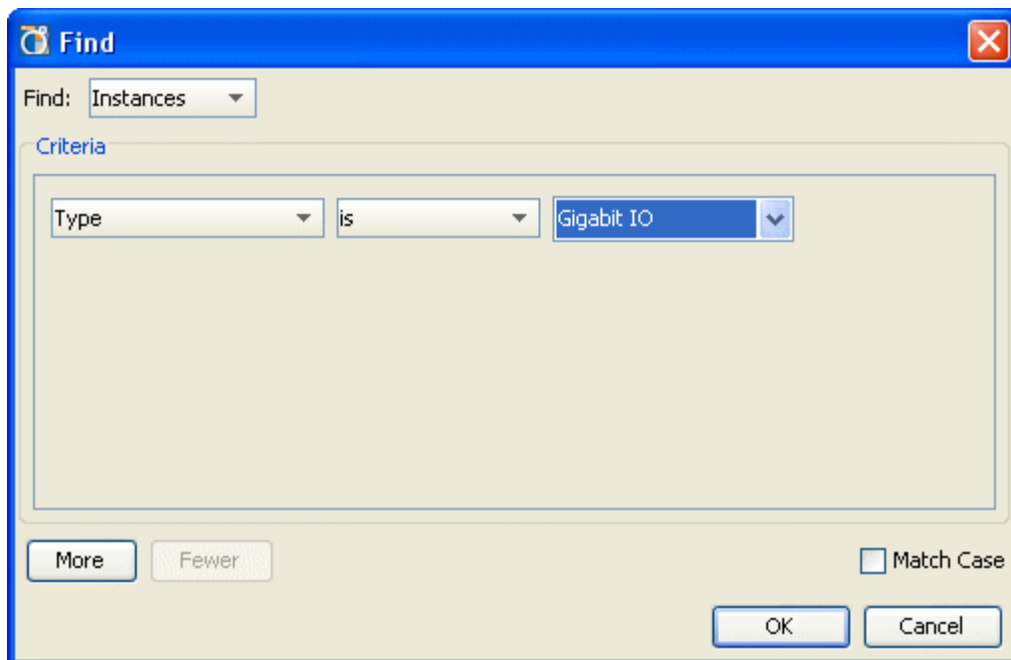 Find
Find: Instances
Criteria
Type is Gigabit IO
More Fewer Match Case
OK Cancel